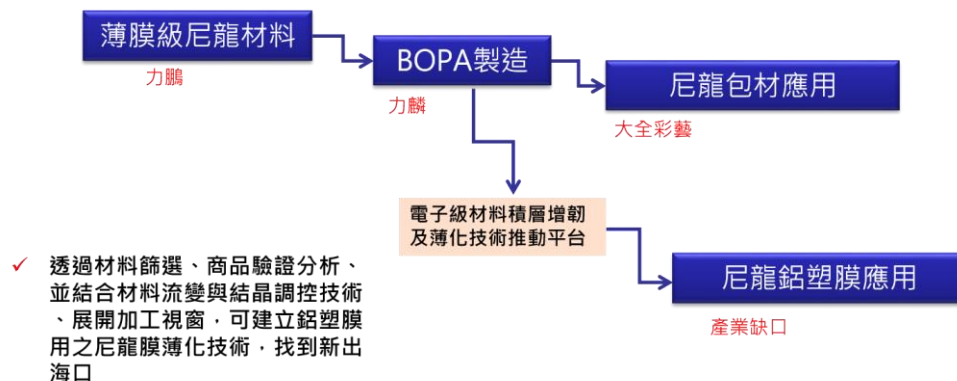 薄膜級尼龍材料
力鵬
BOPA製造
力麟
尼龍包材應用
大全彩藝
電子級材料積層增韌
及薄化技術推動平台
尼龍鋁塑膜應用
產業缺口
✓ 透過材料篩選、商品驗證分析、
並結合材料流變與結晶調控技術
、展開加工視窗，可建立鋁塑膜
用之尼龍膜薄化技術，找到新出
海口